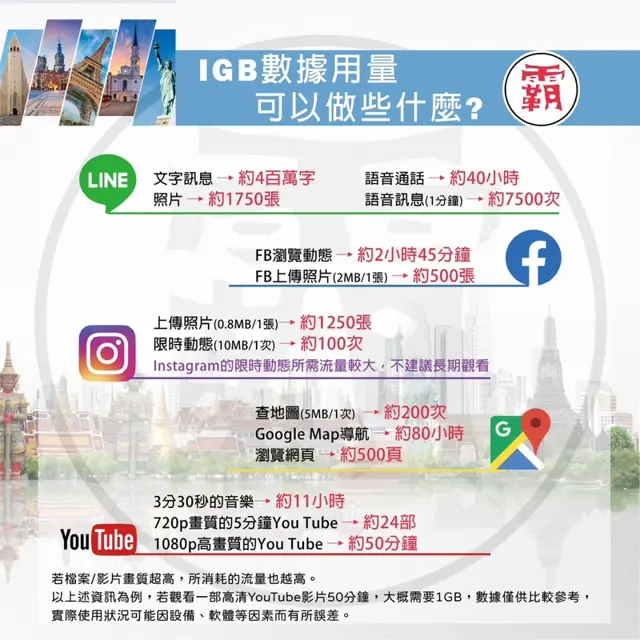 1GB數據用量
可以做些什麼?
霸
LINE
文字訊息→約4百萬字
語音通話→約40小時
照片→約1750張
語音訊息(1分鐘)→約7500次
FB瀏覽動態→約2小時45分鐘
FB上傳照片(2MB/1張)→約500張
上傳照片(0.8MB/1張)→約1250張
限時動態(10MB/1次)→約100次
Instagram的限時動態所需流量較大，不建議長期觀看
查地圖(5MB/1次)→約200次
Google Map導航→約80小時
瀏覽網頁→約500頁
G
3分30秒的音樂→約11小時
720p畫質的5分鐘You Tube→約24部
YouTube
1080p高畫質的You Tube→約50分鐘
若檔案/影片畫質超高，所消耗的流量也越高。
以上述資訊為例，若觀看一部高清YouTube影片50分鐘，大概需要1GB，數據僅供比較參考，
實際使用狀況可能因設備、軟體等因素而有所誤差。